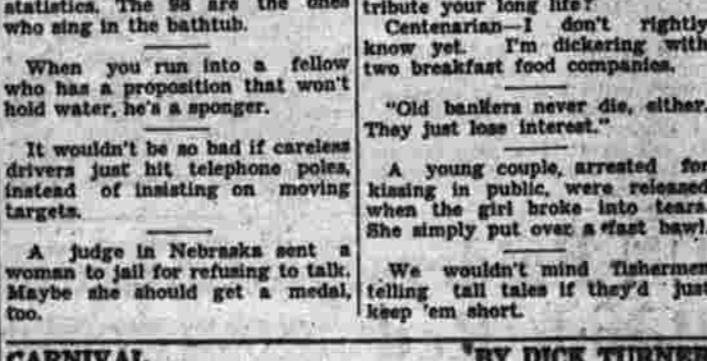 statistics. The 98 are the ones
who sing in the bathtub.
When you run into a fellow
who has a proposition that won't
hold water, he's a sponger.
It wouldn't be so bad if careless
drivers just hit telephone poles,
instead of insisting on moving
targets.
A judge in Nebraska sent a
woman to jail for refusing to talk.
Maybe she should get a medal,
too.
tribute your long life?
Centenarian—I don't rightly
know yet. I'm dickering with
two breakfast food companies.
"Old bankers never die, either.
They just lose interest."
A young couple, arrested for
kissing in public, were released
when the girl broke into tears.
She simply put over a fast bawl.
We wouldn't mind fishermen
telling tall tales if they'd just
keep 'em short.
CARNIVAL
BY DICK TURNER